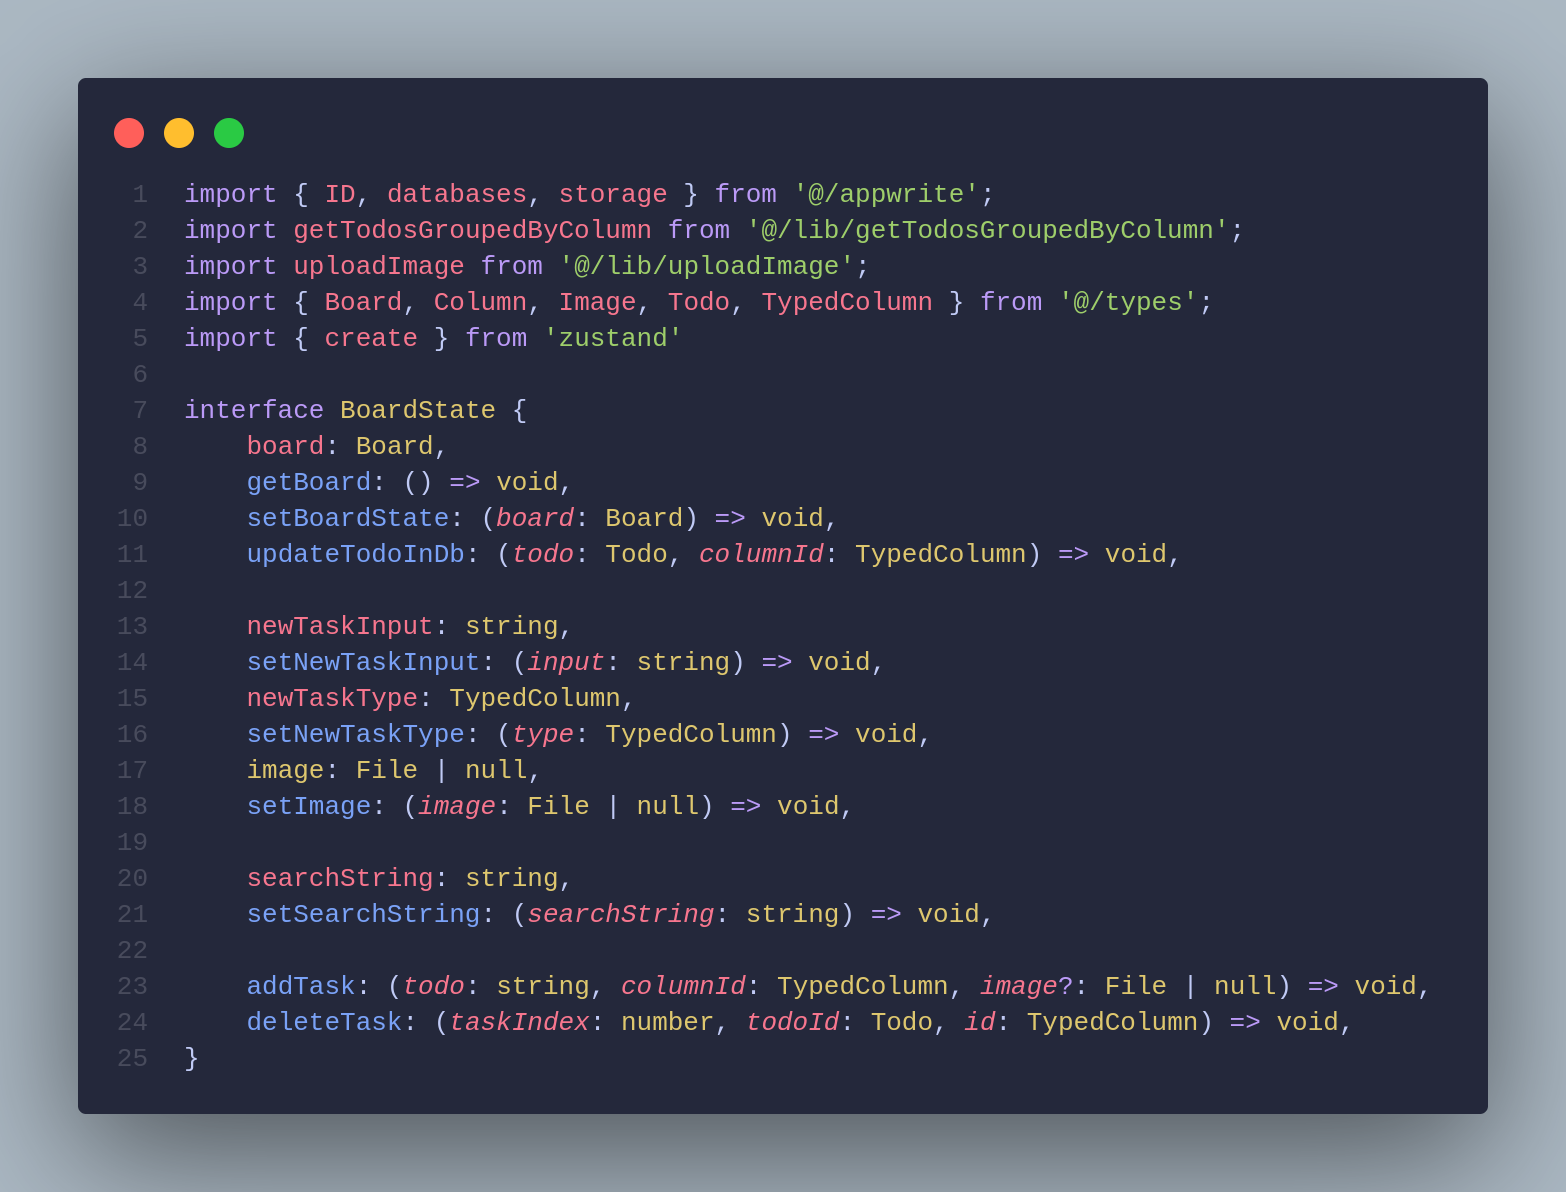 1 import { ID, databases, storage } from '@/appwrite';
2 import getTodosGroupedByColumn from '@/lib/getTodosGroupedByColumn';
3 import uploadImage from '@/lib/uploadImage';
4 import { Board, Column, Image, Todo, TypedColumn } from '@/types';
5 import { create } from 'zustand'
6
7 interface BoardState {
8     board: Board,
9     getBoard: () => void,
10     setBoardState: (board: Board) => void,
11     updateTodoInDb: (todo: Todo, columnId: TypedColumn) => void,
12
13     newTaskInput: string,
14     setNewTaskInput: (input: string) => void,
15     newTaskType: TypedColumn,
16     setNewTaskType: (type: TypedColumn) => void,
17     image: File | null,
18     setImage: (image: File | null) => void,
19
20     searchString: string,
21     setSearchString: (searchString: string) => void,
22
23     addTask: (todo: string, columnId: TypedColumn, image?: File | null) => void,
24     deleteTask: (taskIndex: number, todoId: Todo, id: TypedColumn) => void,
25 }